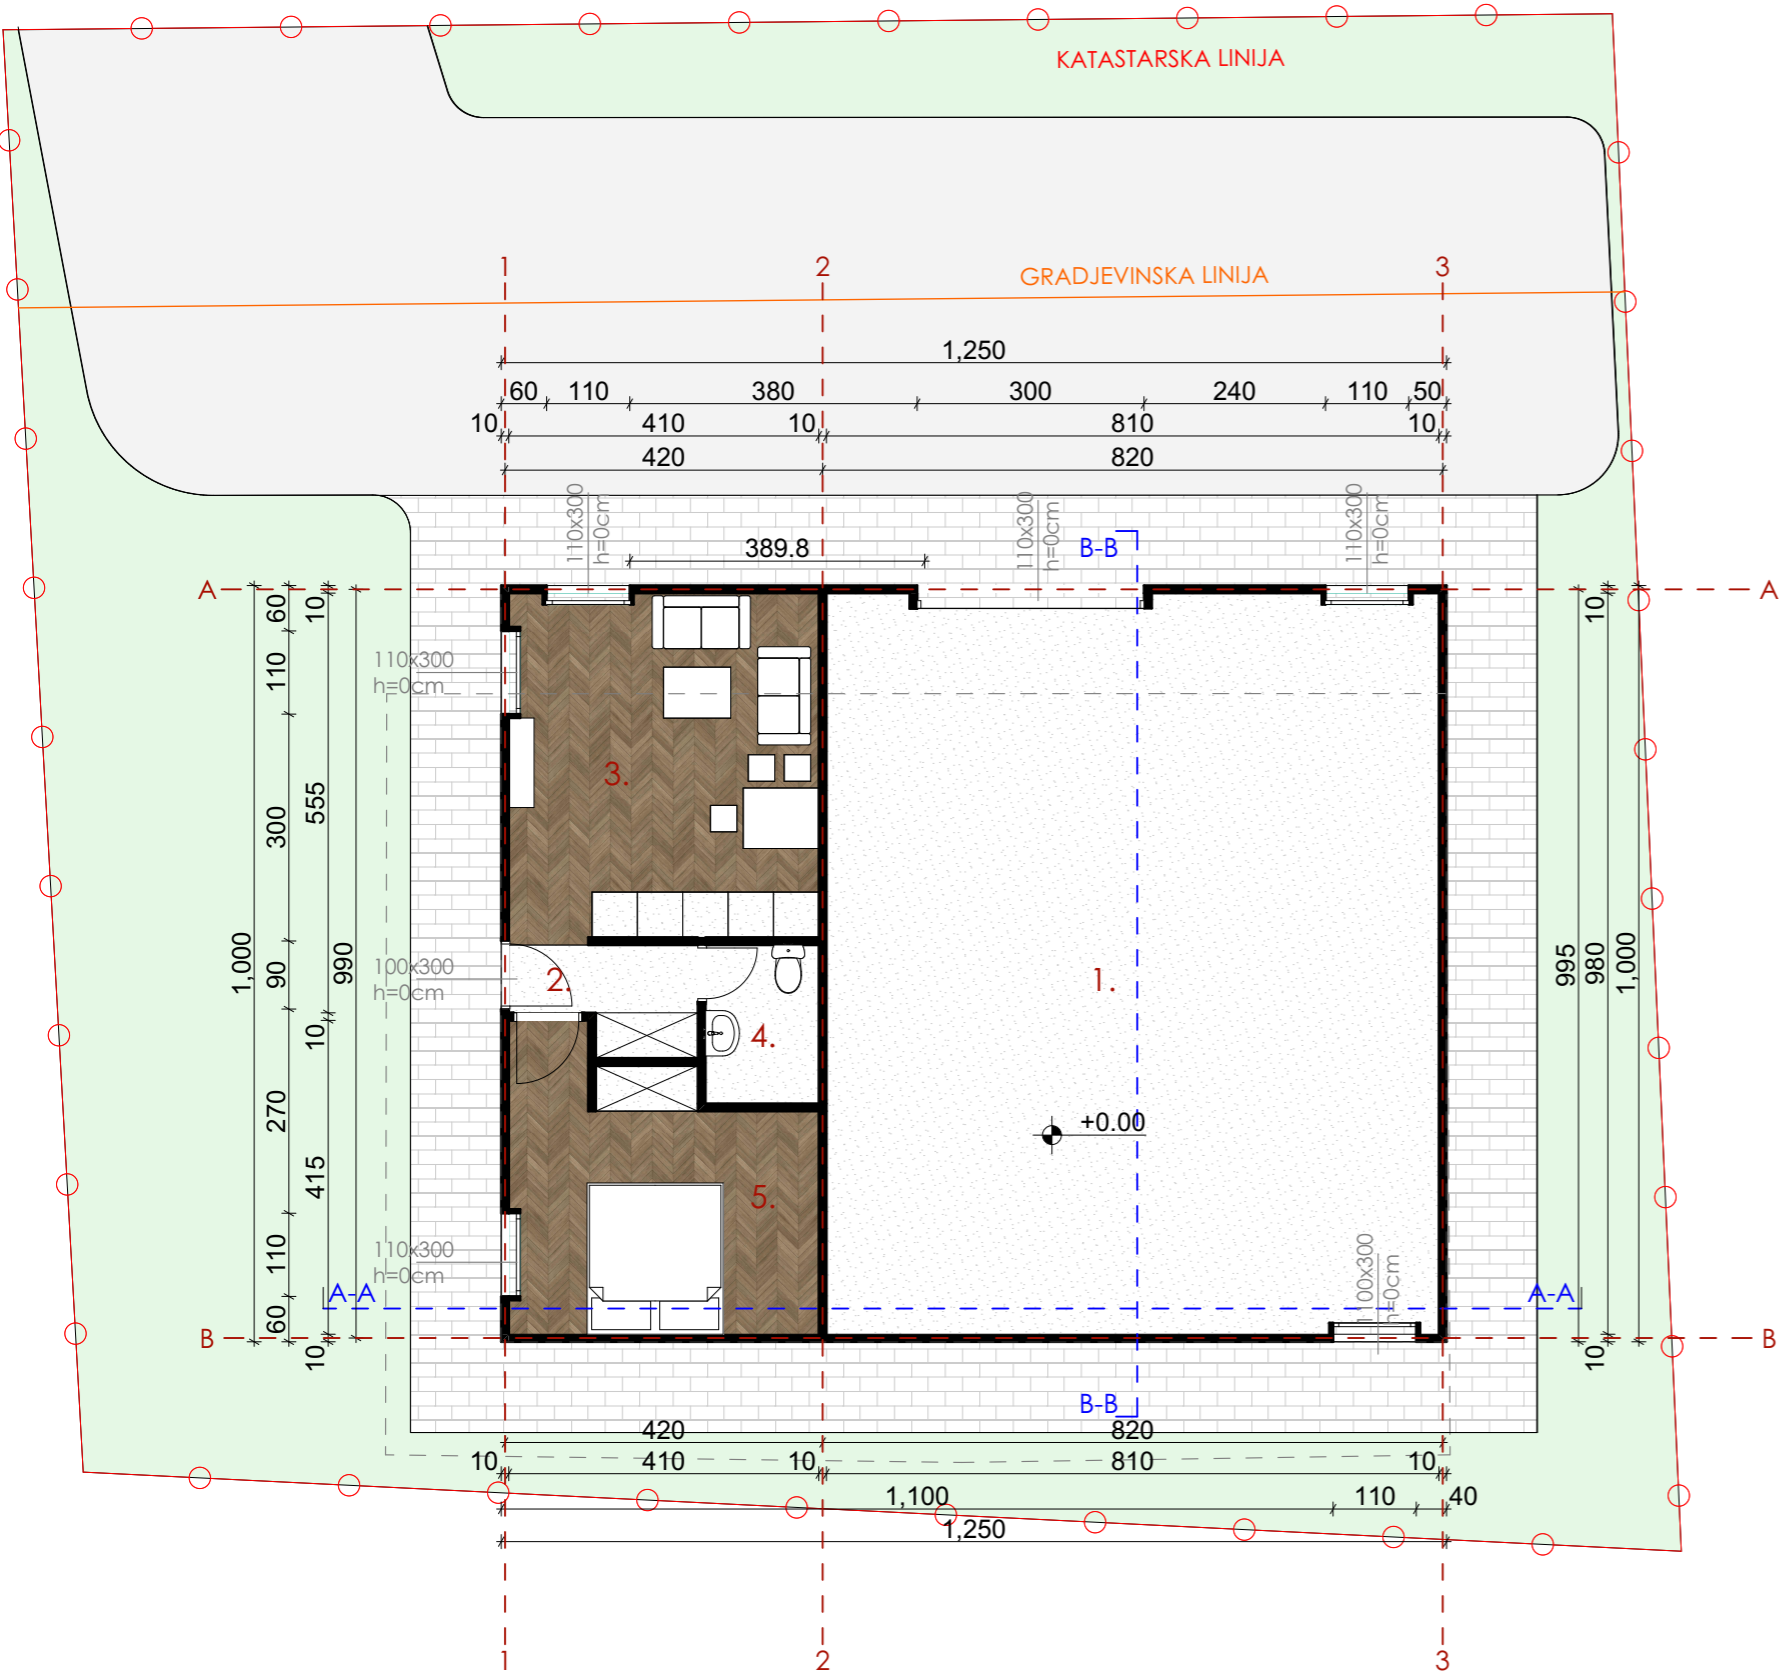 KATASTARSKA LINIJA
GRADJEVINSKA LINIJA
1 2 3
1,250
60 110 380 300 240 110 50
10 410 10 810 10
420 820
110x300
h=0cm
110x300
h=0cm
110x300
h=0cm
389.8
B-B
A A
60 110 300 90 270 110 60
10 555 10 415 10
1,000
990
110x300
h=0cm
100x300
h=0cm
110x300
h=0cm
3.
2.
1.
4.
5.
+0.00
10
995
980
1,000
10
100x300
h=0cm
A-A A-A
B B
B-B
420 820
10 410 10 810 10
1,100 110 40
1,250
1 2 3